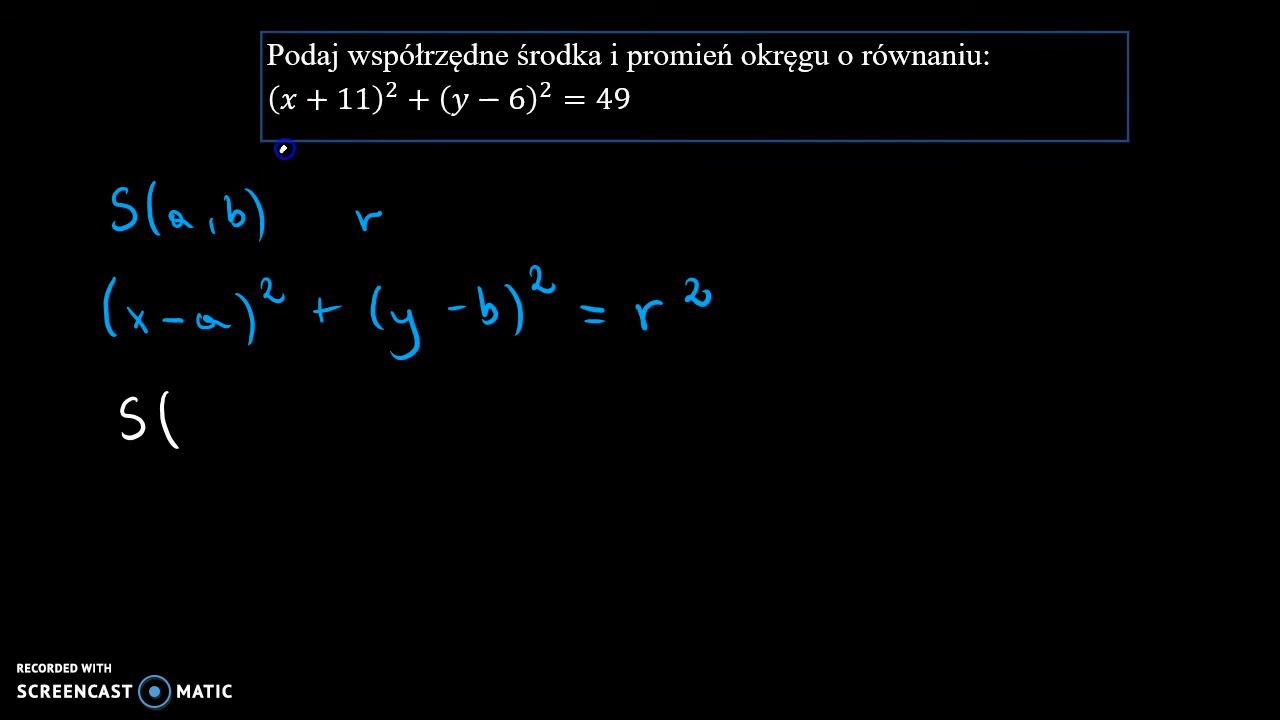 Podaj współrzędne środka i promień okręgu o równaniu:
(x + 11)² + (y − 6)² = 49
S(a,b) r
(x-a)² + (y-b)² = r²
S(
RECORDED WITH
SCREENCAST MATIC